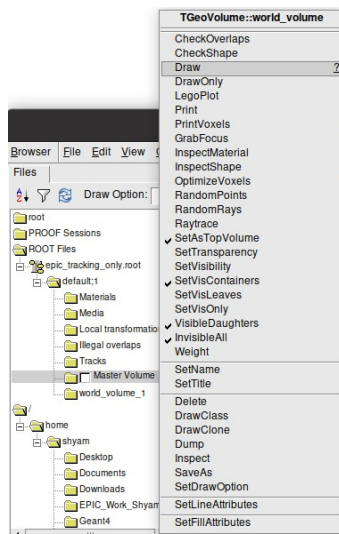 TGeoVolume::world_volume
CheckOverlaps
CheckShape
Draw ?
DrawOnly
LegoPlot
Print
PrintVoxels
GrabFocus
InspectMaterial
InspectShape
OptimizeVoxels
RandomPoints
RandomRays
Raytrace
SetAsTopVolume
SetTransparency
SetVisibility
SetVisContainers
SetVisLeaves
SetVisOnly
VisibleDaughters
InvisibleAll
Weight
SetName
SetTitle
Delete
DrawClass
DrawClone
Dump
Inspect
SaveAs
SetDrawOption
SetLineAttributes
SetFillAttributes
Browser File Edit View
Files
Draw Option:
root
PROOF Sessions
ROOT Files
epic_tracking_only.root
default;1
Materials
Media
Local transformatio
Illegal overlaps
Tracks
Master Volume
world_volume_1
/
home
shyam
Desktop
Documents
Downloads
EPIC_Work_Shyam
Geant4